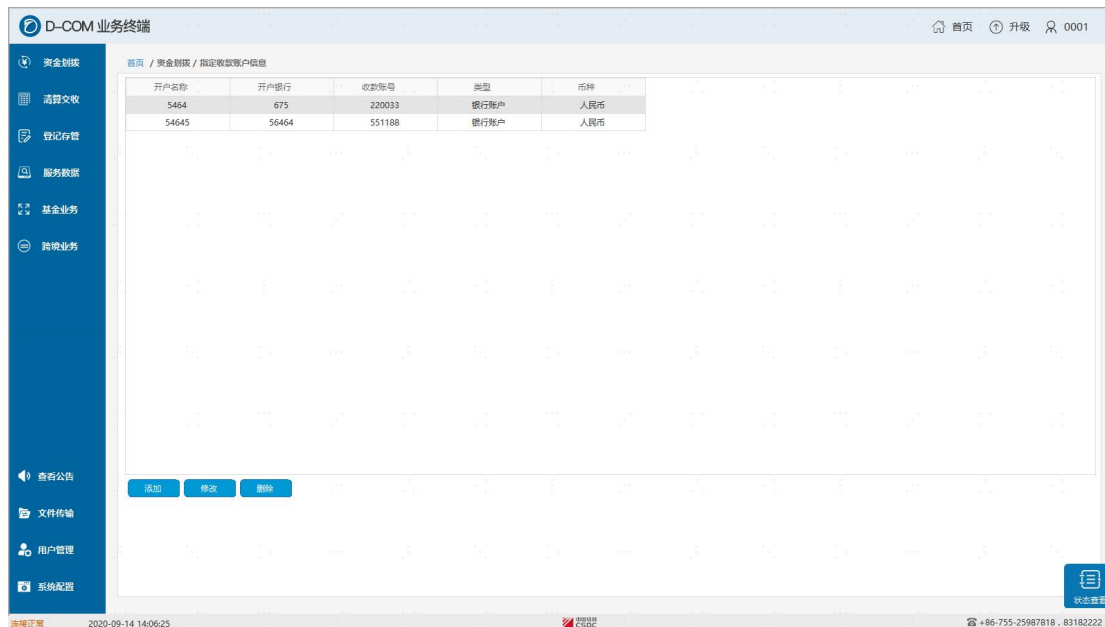 D-COM 业务终端
首页 升级 0001
资金划拨
清算交收
登记存管
服务数据
基金业务
跨境业务
查看公告
文件传输
用户管理
系统配置
首页 / 资金划拨 / 指定收款账户信息
开户名称 开户银行 收款账号 类型 币种
5464 675 220033 银行账户 人民币
54645 56464 551188 银行账户 人民币
添加 修改 删除
状态查看
连接正常 2020-09-14 14:06:25 中国结算 CSDC +86-755-25987818 , 83182222